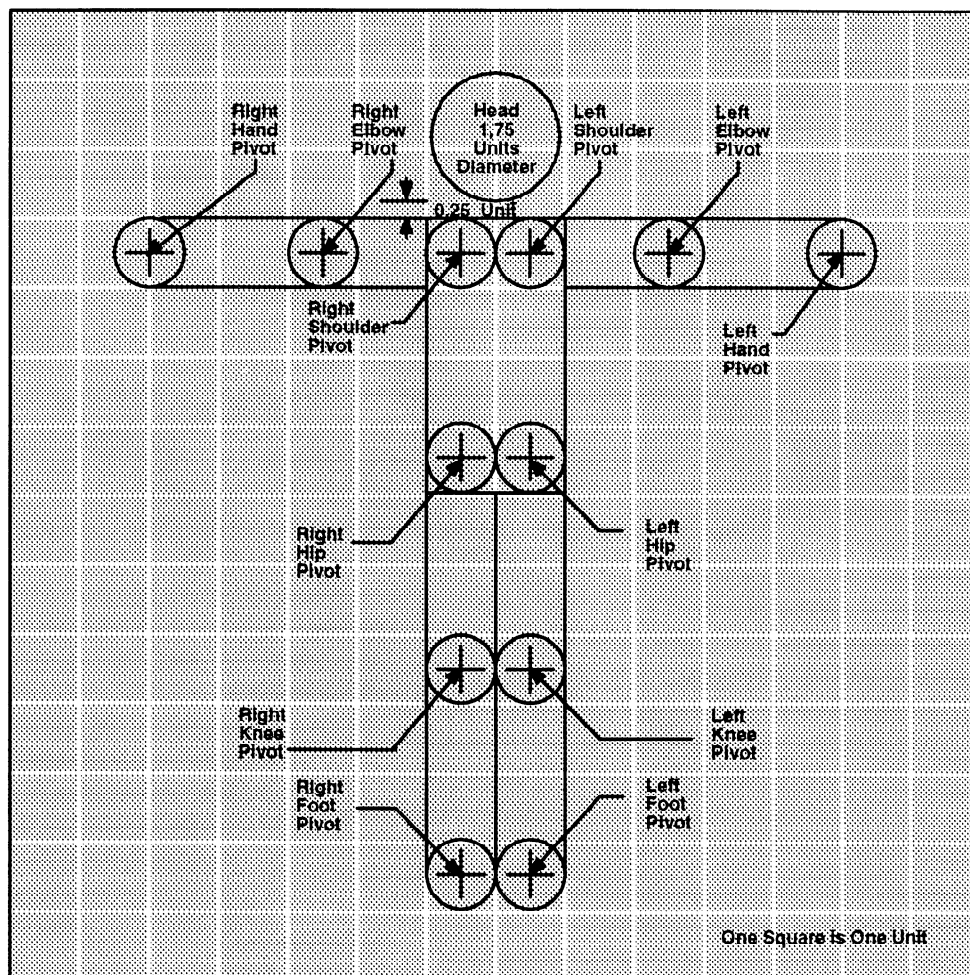 Right
Hand
Pivot
Right
Elbow
Pivot
Head
1,75
Units
Diameter
Left
Shoulder
Pivot
Left
Elbow
Pivot
0.25 Unit
Right
Shoulder
Pivot
Left
Hand
Pivot
Right
Hip
Pivot
Left
Hip
Pivot
Right
Knee
Pivot
Left
Knee
Pivot
Right
Foot
Pivot
Left
Foot
Pivot
One Square is One Unit